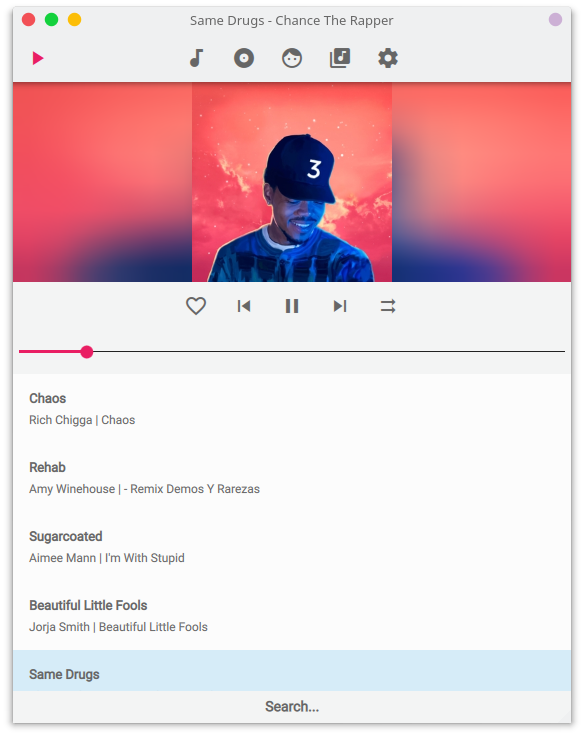 Same Drugs - Chance The Rapper
3
Chaos
Rich Chigga | Chaos
Rehab
Amy Winehouse | - Remix Demos Y Rarezas
Sugarcoated
Aimee Mann | I'm With Stupid
Beautiful Little Fools
Jorja Smith | Beautiful Little Fools
Same Drugs
Search...